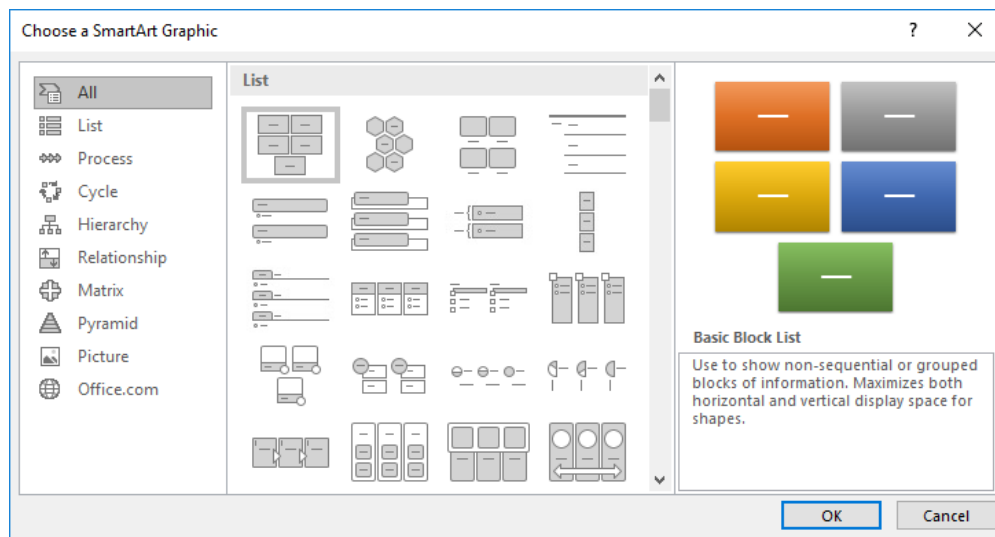 Choose a SmartArt Graphic
?
All
List
Process
Cycle
Hierarchy
Relationship
Matrix
Pyramid
Picture
Office.com
List
Basic Block List
Use to show non-sequential or grouped
blocks of information. Maximizes both
horizontal and vertical display space for
shapes.
OK
Cancel